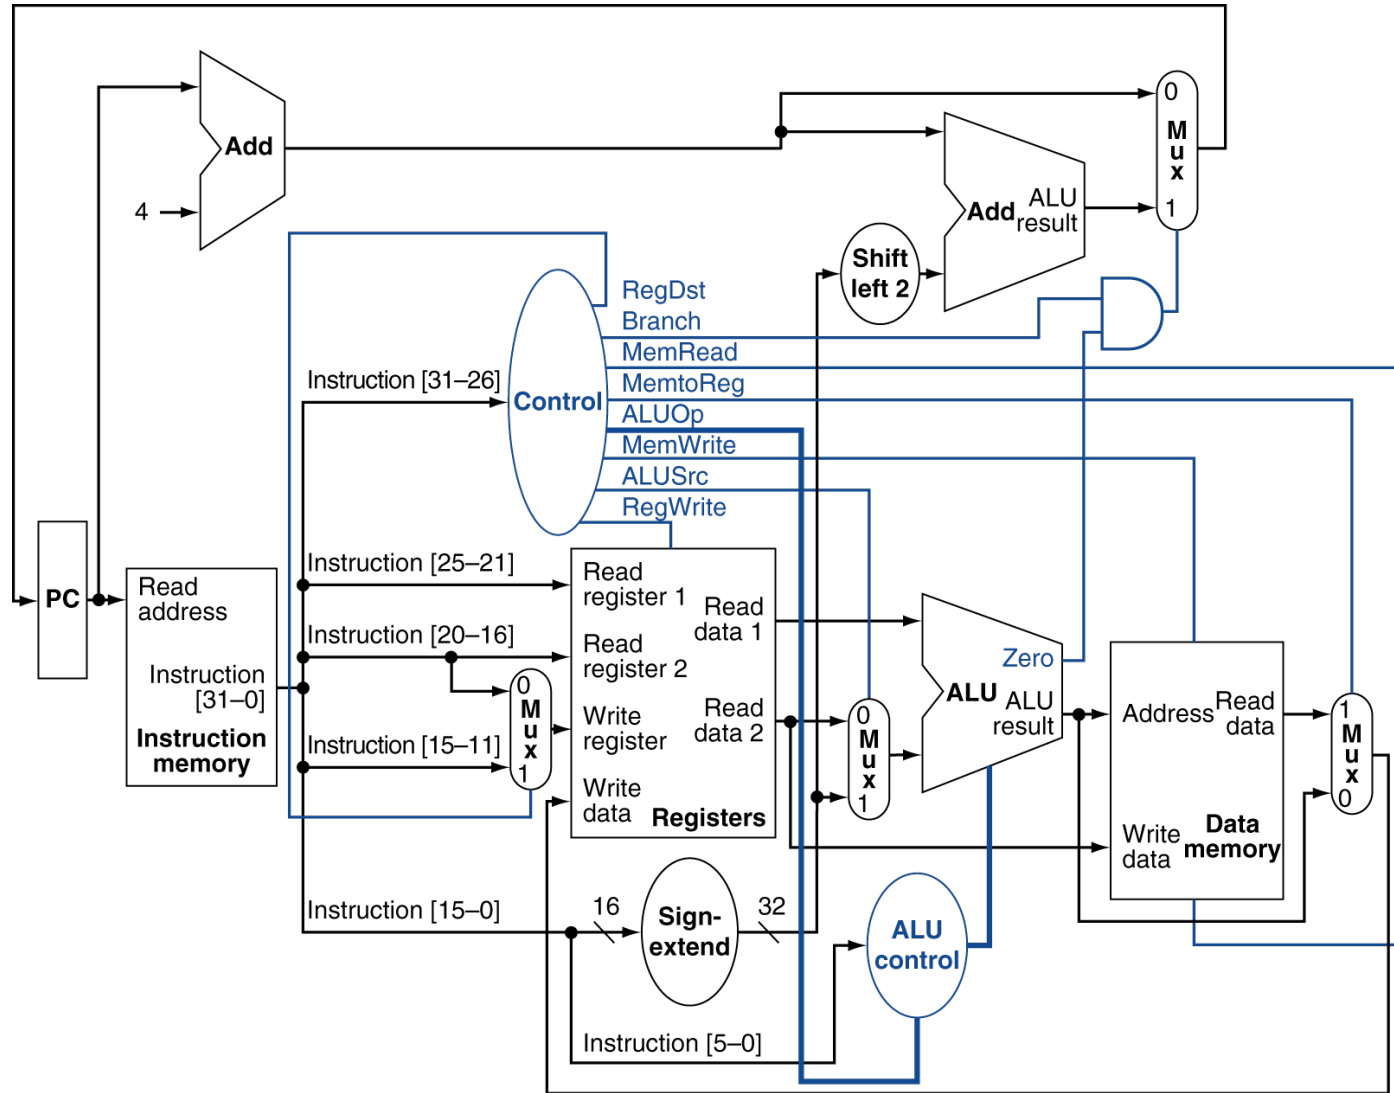 0
M
u
x
1
Add
4
Add
ALU
result
Shift
left 2
RegDst
Branch
MemRead
MemtoReg
ALUOp
MemWrite
ALUSrc
RegWrite
Control
Instruction [31–26]
Instruction [25–21]
Instruction [20–16]
Instruction [15–11]
Instruction [15–0]
Instruction [5–0]
PC
Read
address
Instruction
[31–0]
Instruction
memory
0
M
u
x
1
Read
register 1
Read
register 2
Write
register
Write
data
Read
data 1
Read
data 2
Registers
0
M
u
x
1
Zero
ALU
ALU
result
Address
Read
data
Write
data
Data
memory
1
M
u
x
0
16
Sign-
extend
32
ALU
control